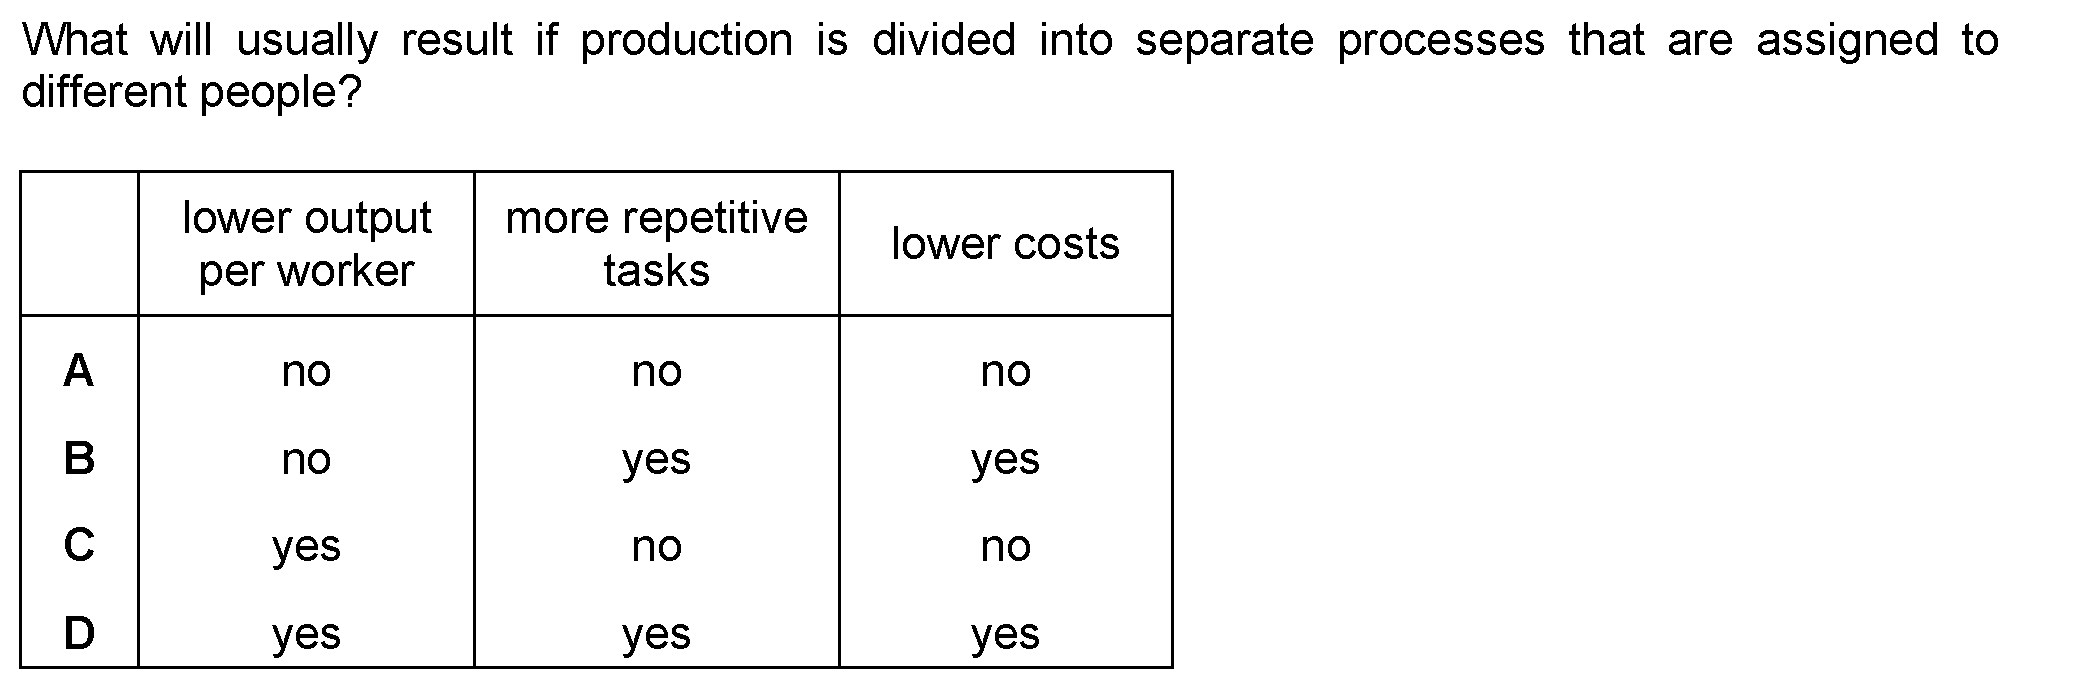 What will usually result if production is divided into separate processes that are assigned to
different people?
lower output
per worker
more repetitive
tasks
lower costs
A no no no
B no yes yes
C yes no no
D yes yes yes